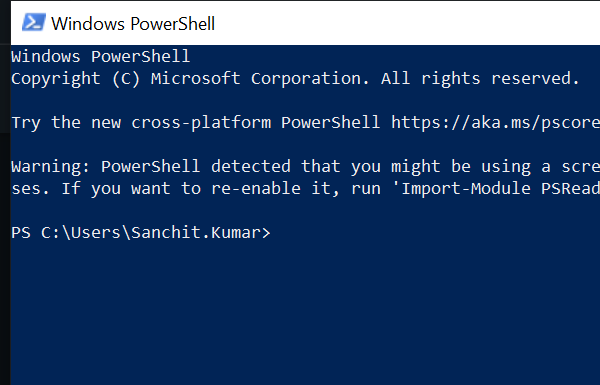 Windows PowerShell
Windows PowerShell
Copyright (C) Microsoft Corporation. All rights reserved.
Try the new cross-platform PowerShell https://aka.ms/pscore
Warning: PowerShell detected that you might be using a scre
ses. If you want to re-enable it, run 'Import-Module PSRead
PS C:\Users\Sanchit.Kumar>